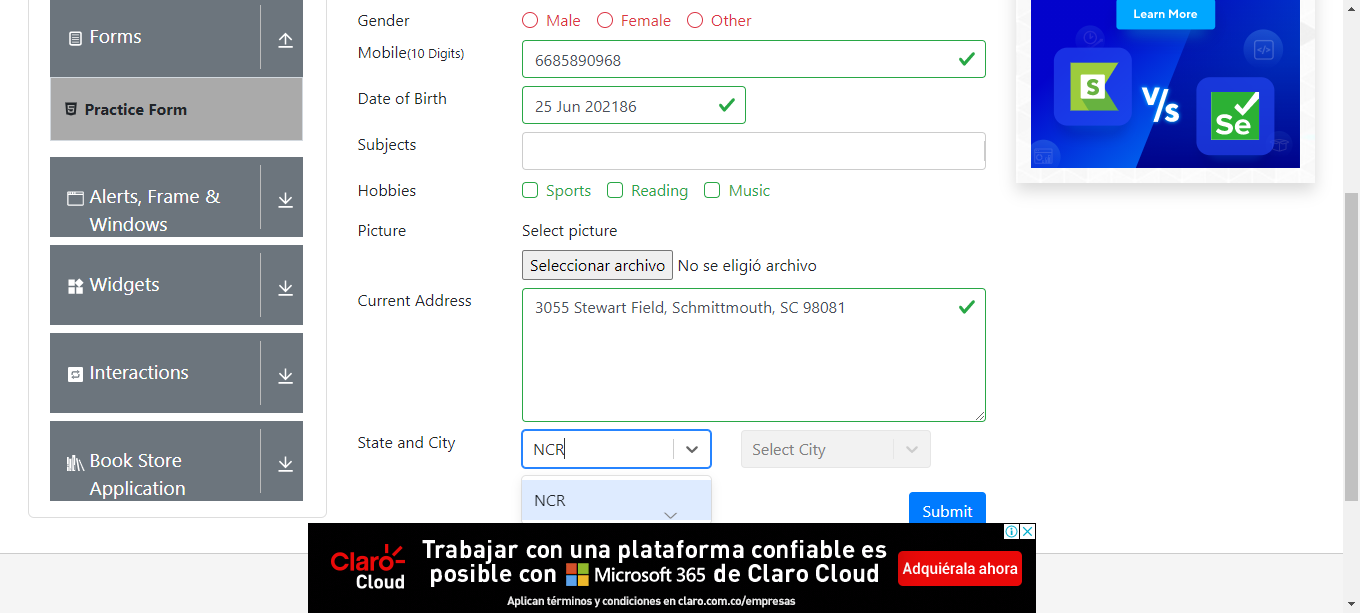 Forms
Practice Form
Alerts, Frame &
Windows
Widgets
Interactions
Book Store
Application
Gender
Male Female Other
Mobile(10 Digits)
6685890968
Date of Birth
25 Jun 202186
Subjects
Hobbies
Sports Reading Music
Picture
Select picture
Seleccionar archivo No se eligió archivo
Current Address
3055 Stewart Field, Schmittmouth, SC 98081
State and City
NCR
Select City
NCR
Submit
Learn More
S
V/s
Se
Claro
Cloud
Trabajar con una plataforma confiable es
posible con Microsoft 365 de Claro Cloud
Aplican términos y condiciones en claro.com.co/empresas
Adquiérala ahora